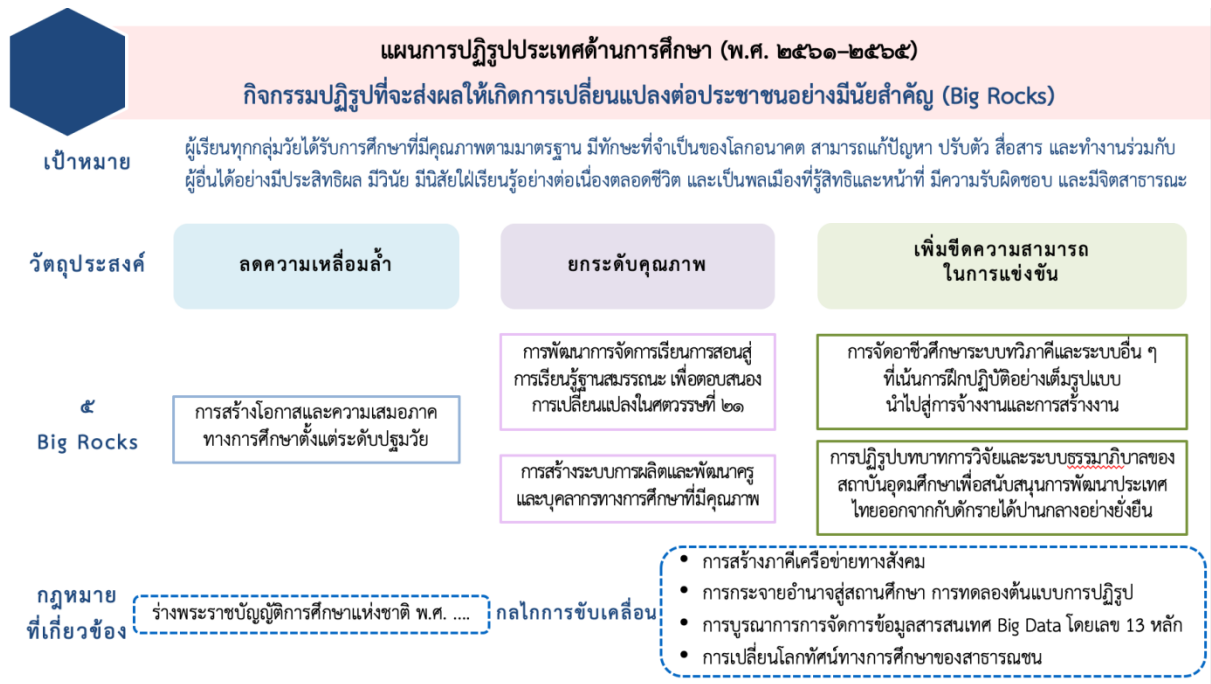 แผนการปฏิรูปประเทศด้านการศึกษา (พ.ศ. ๒๕๖๑–๒๕๖๕)
กิจกรรมปฏิรูปที่จะส่งผลให้เกิดการเปลี่ยนแปลงต่อประชาชนอย่างมีนัยสำคัญ (Big Rocks)
เป้าหมาย
ผู้เรียนทุกกลุ่มวัยได้รับการศึกษาที่มีคุณภาพตามมาตรฐาน มีทักษะที่จำเป็นของโลกอนาคต สามารถแก้ปัญหา ปรับตัว สื่อสาร และทำงานร่วมกับ
ผู้อื่นได้อย่างมีประสิทธิผล มีวินัย มีนิสัยใฝ่เรียนรู้อย่างต่อเนื่องตลอดชีวิต และเป็นพลเมืองที่รู้สิทธิและหน้าที่ มีความรับผิดชอบ และมีจิตสาธารณะ
วัตถุประสงค์
ลดความเหลื่อมล้ำ
ยกระดับคุณภาพ
เพิ่มขีดความสามารถ
ในการแข่งขัน
๕
Big Rocks
การสร้างโอกาสและความเสมอภาค
ทางการศึกษาตั้งแต่ระดับปฐมวัย
การพัฒนาการจัดการเรียนการสอนสู่
การเรียนรู้ฐานสมรรถนะ เพื่อตอบสนอง
การเปลี่ยนแปลงในศตวรรษที่ ๒๑
การสร้างระบบการผลิตและพัฒนาครู
และบุคลากรทางการศึกษาที่มีคุณภาพ
การจัดอาชีวศึกษาระบบทวิภาคีและระบบอื่น ๆ
ที่เน้นการฝึกปฏิบัติอย่างเต็มรูปแบบ
นำไปสู่การจ้างงานและการสร้างงาน
การปฏิรูปบทบาทการวิจัยและระบบธรรมาภิบาลของ
สถาบันอุดมศึกษาเพื่อสนับสนุนการพัฒนาประเทศ
ไทยออกจากกับดักรายได้ปานกลางอย่างยั่งยืน
กฎหมาย
ที่เกี่ยวข้อง
ร่างพระราชบัญญัติการศึกษาแห่งชาติ พ.ศ. ....
กลไกการขับเคลื่อน
• การสร้างภาคีเครือข่ายทางสังคม
• การกระจายอำนาจสู่สถานศึกษา การทดลองต้นแบบการปฏิรูป
• การบูรณาการการจัดการข้อมูลสารสนเทศ Big Data โดยเลข 13 หลัก
• การเปลี่ยนโลกทัศน์ทางการศึกษาของสาธารณชน